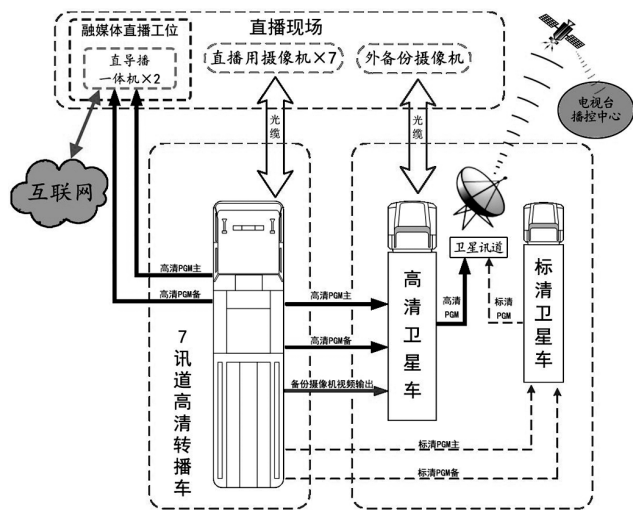 融媒体直播工位
直播现场
直导播
一体机×2
直播用摄像机×7
外备份摄像机
电视台
播控中心
光缆
光缆
互联网
卫星讯道
高清PGM主
高清PGM备
高清PGM主
高清PGM备
备份摄像机视频输出
高清
PGM
标清
PGM
高清卫星车
标清卫星车
7讯道高清转播车
标清PGM主
标清PGM备